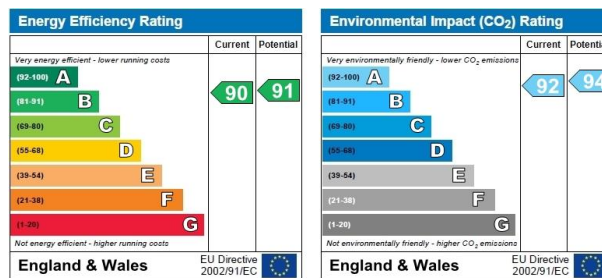 Energy Efficiency Rating
Current Potential
Very energy efficient - lower running costs
(92-100) A
(81-91) B
(69-80) C
(55-68) D
(39-54) E
(21-38) F
(1-20) G
90 91
Not energy efficient - higher running costs
England & Wales
EU Directive
2002/91/EC
Environmental Impact (CO₂) Rating
Current Potential
Very environmentally friendly - lower CO₂ emissions
(92-100) A
(81-91) B
(69-80) C
(55-68) D
(39-54) E
(21-38) F
(1-20) G
92 94
Not environmentally friendly - higher CO₂ emissions
England & Wales
EU Directive
2002/91/EC